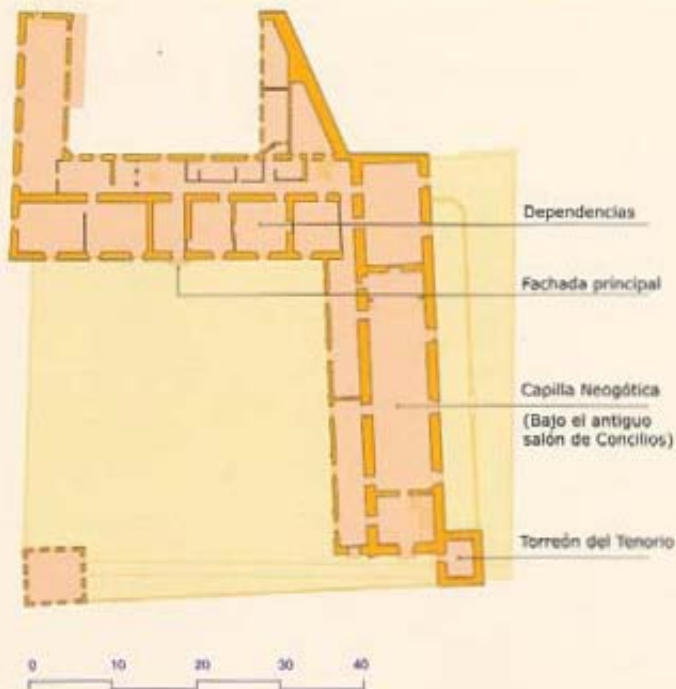 Dependencias
Fachada principal
Capilla Neogótica
(Bajo el antiguo
salón de Concilios)
Torreón del Tenorio
0 10 20 30 40